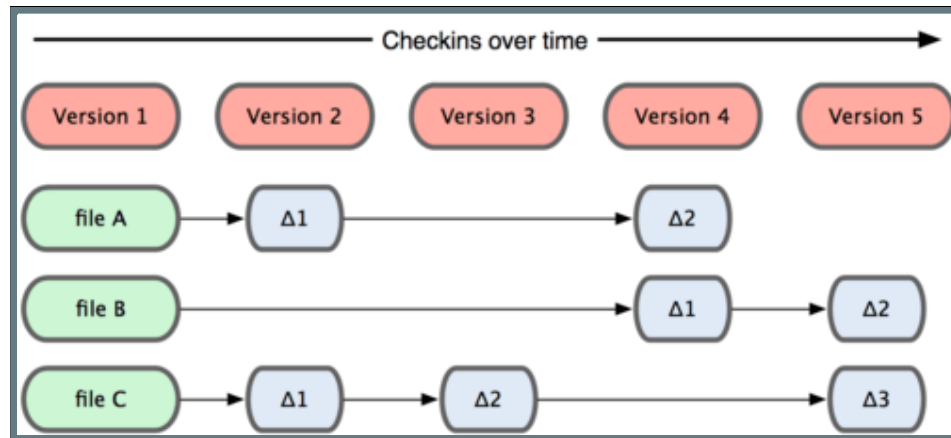 Checkins over time
Version 1 Version 2 Version 3 Version 4 Version 5
file A Δ1 Δ2
file B Δ1 Δ2
file C Δ1 Δ2 Δ3